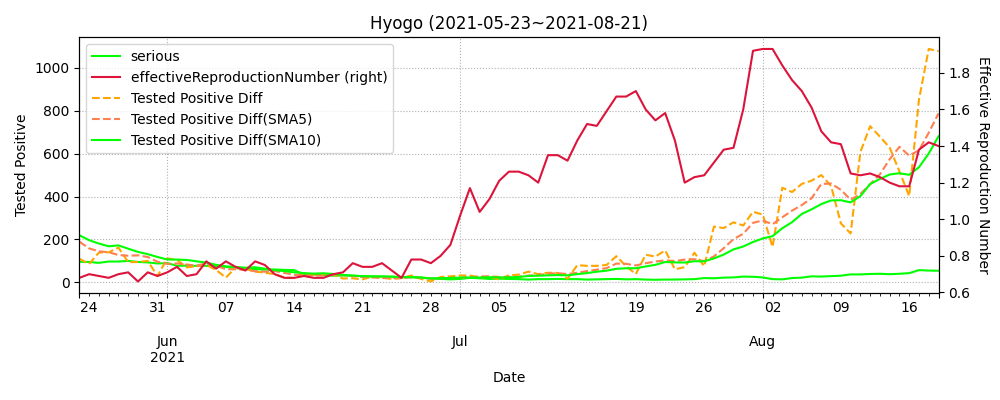 Hyogo (2021-05-23~2021-08-21)
serious
effectiveReproductionNumber (right)
Tested Positive Diff
Tested Positive Diff(SMA5)
Tested Positive Diff(SMA10)
Tested Positive
1000
800
600
400
200
0
1.8
1.6
1.4
1.2
1.0
0.8
0.6
Effective Reproduction Number
24 31 07 14 21 28 05 12 19 26 02 09 16
Jun Jul Aug
2021
Date